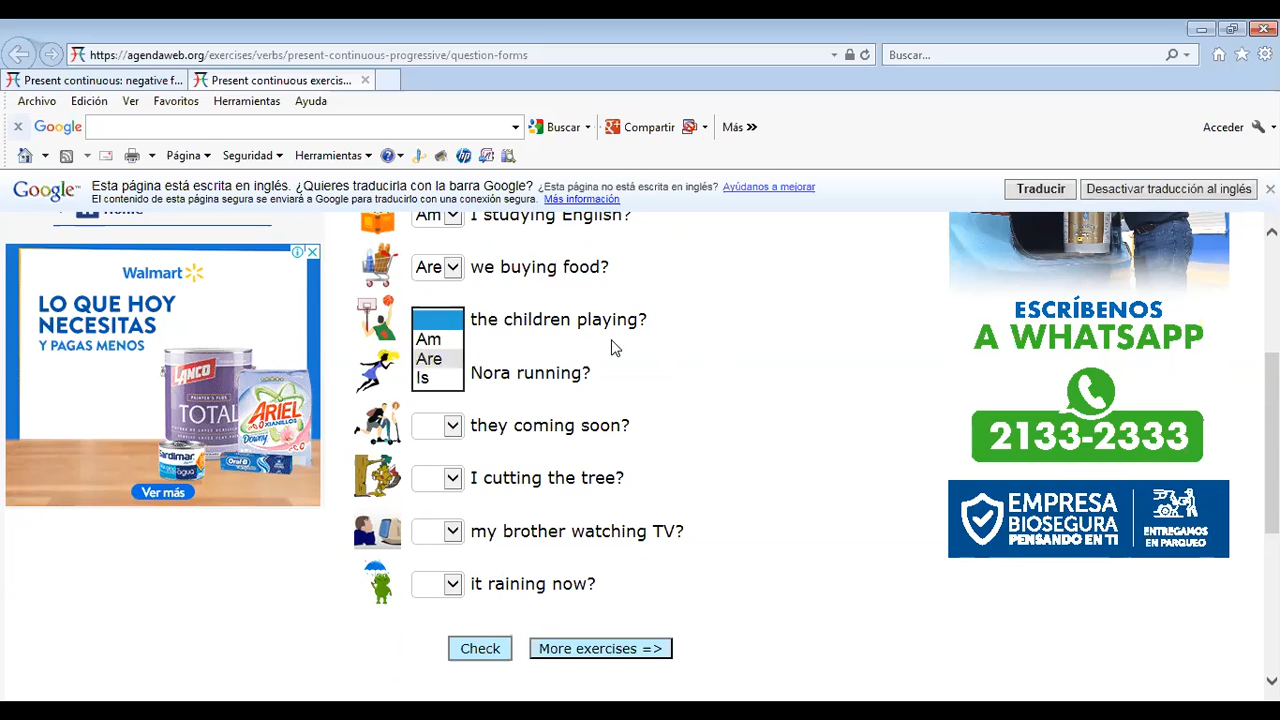 https://agendaweb.org/exercises/verbs/present-continuous-progressive/question-forms
Buscar...
Present continuous: negative f...
Present continuous exercis...
Archivo Edición Ver Favoritos Herramientas Ayuda
Google Buscar Compartir Más » Acceder
Página Seguridad Herramientas
Google Esta página está escrita en inglés. ¿Quieres traducirla con la barra Google? ¿Esta página no está escrita en inglés? Ayúdanos a mejorar
El contenido de esta página segura se enviará a Google para traducirlo con una conexión segura. Más información
Traducir
Desactivar traducción al inglés
Home
Am I studying English?
Are we buying food?
the children playing?
Am
Are
Is
Nora running?
they coming soon?
I cutting the tree?
my brother watching TV?
it raining now?
Check
More exercises =>
Walmart
LO QUE HOY
NECESITAS
Y PAGAS MENOS
LANCO
TOTAL
ARIEL
Downy
Sardimar
Oral-B
Ver más
ESCRÍBENOS
A WHATSAPP
2133-2333
EMPRESA
BIOSEGURA
PENSANDO EN TI
ENTREGAMOS
EN PARQUEO